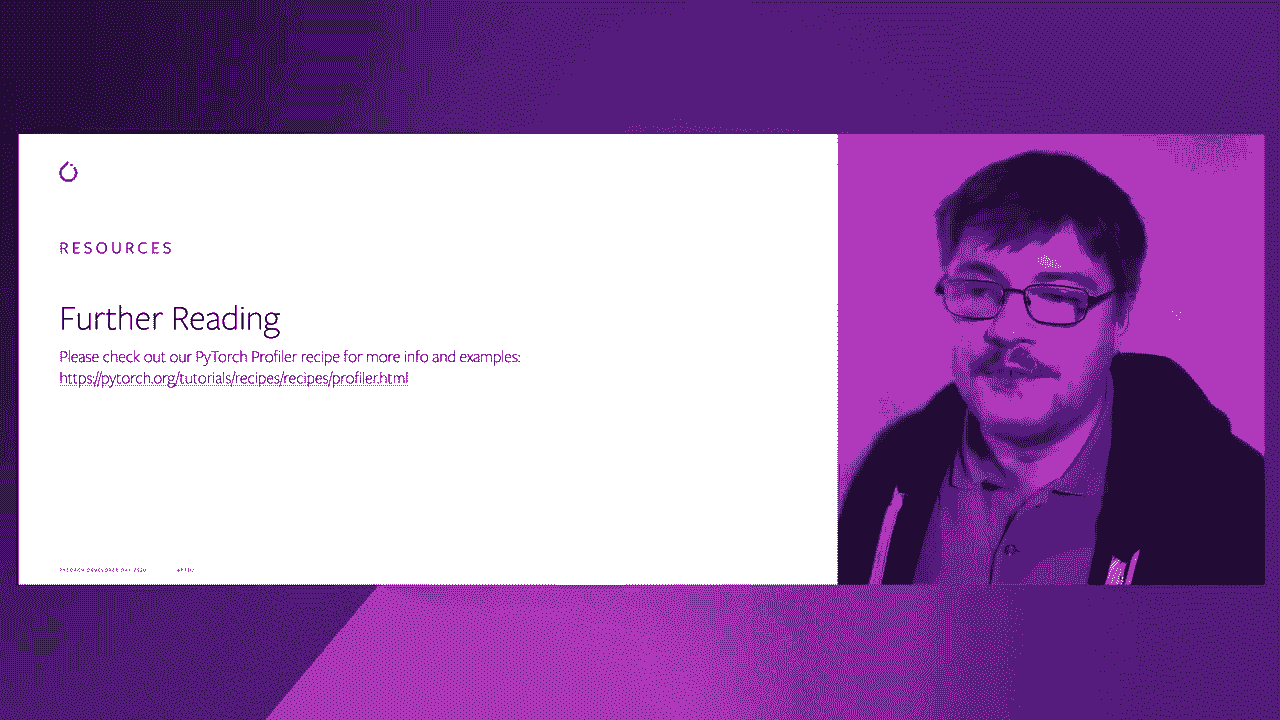 RESOURCES
Further Reading
Please check out our PyTorch Profiler recipe for more info and examples:
https://pytorch.org/tutorials/recipes/recipes/profiler.html
PYTORCH DEVELOPER DAY 2020